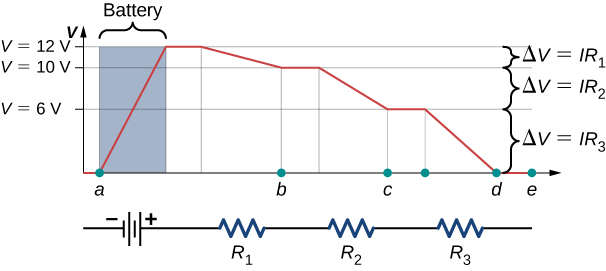 Battery
V
V = 12 V
V = 10 V
V = 6 V
ΔV = IR₁
ΔV = IR₂
ΔV = IR₃
a b c d e
− +
R₁ R₂ R₃